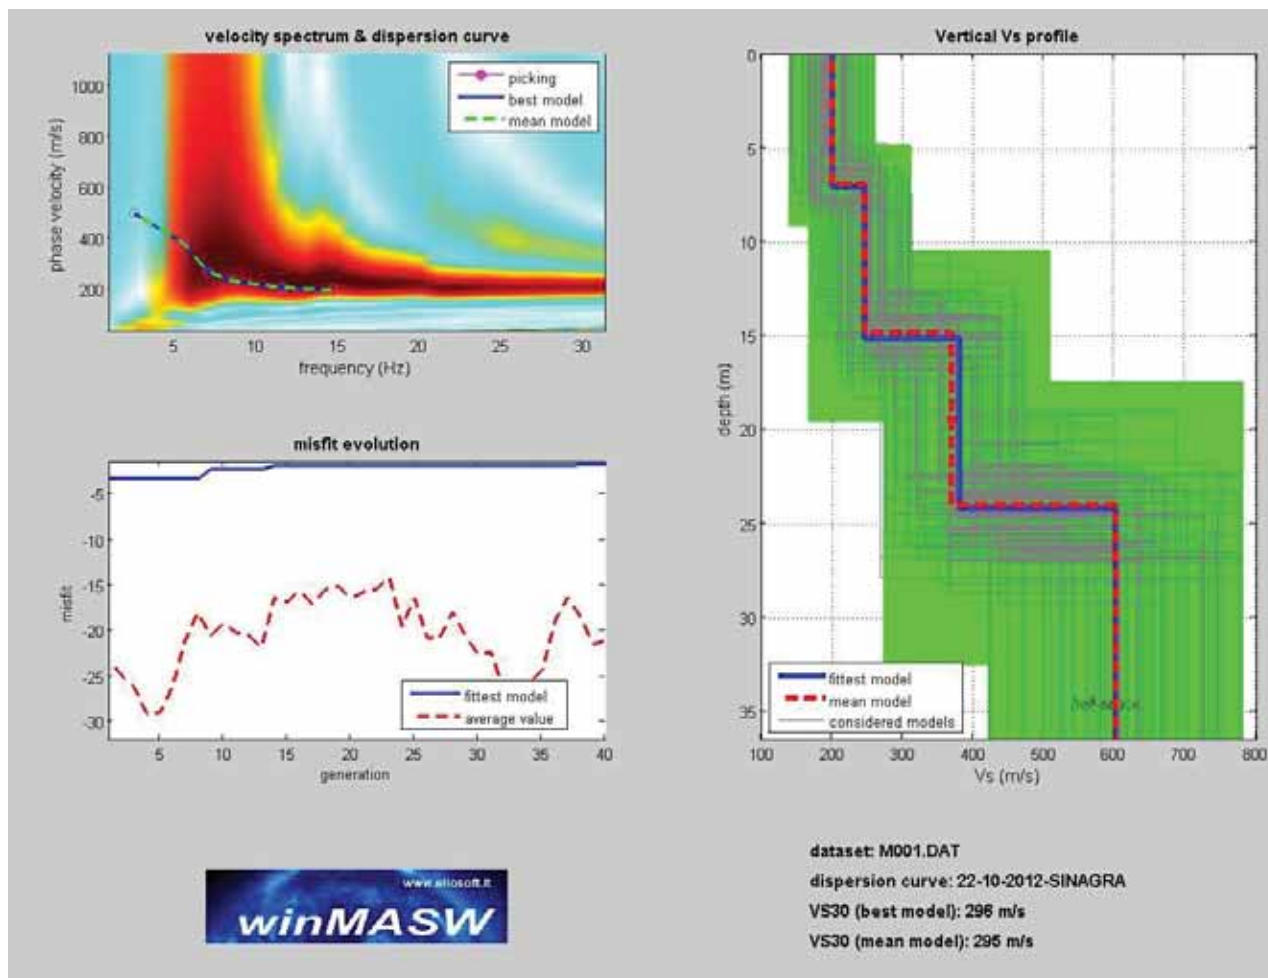 velocity spectrum & dispersion curve
1000
800
600
400
200
phase velocity (m/s)
picking
best model
mean model
5 10 15 20 25 30
frequency (Hz)
misfit evolution
-5
-10
-15
-20
-25
-30
misfit
fittest model
average value
5 10 15 20 25 30 35 40
generation
Vertical Vs profile
0
5
10
15
20
25
30
35
depth (m)
fittest model
mean model
considered models
100 200 300 400 500 600 700 800
Vs (m/s)
www.eliosoft.it
winMASW
dataset: M001.DAT
dispersion curve: 22-10-2012-SINAGRA
VS30 (best model): 296 m/s
VS30 (mean model): 295 m/s